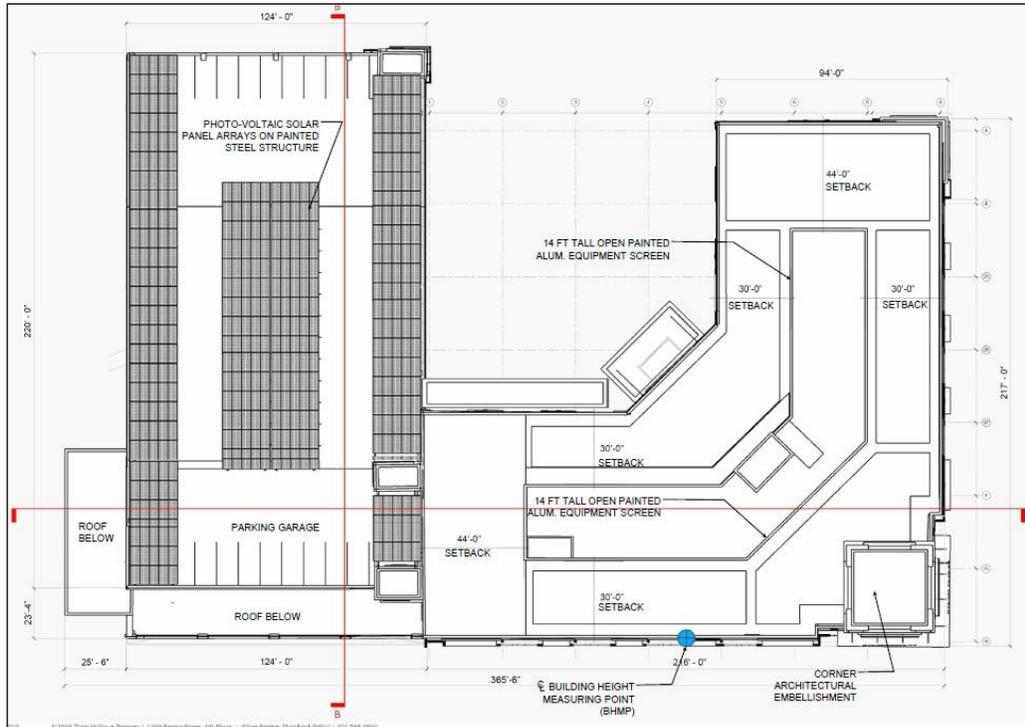 B
124' - 0"
94'-0"
PHOTO-VOLTAIC SOLAR
PANEL ARRAYS ON PAINTED
STEEL STRUCTURE
44'-0"
SETBACK
14 FT TALL OPEN PAINTED
ALUM. EQUIPMENT SCREEN
30'-0"
SETBACK
30'-0"
SETBACK
220' - 0"
217' - 0"
30'-0"
SETBACK
14 FT TALL OPEN PAINTED
ALUM. EQUIPMENT SCREEN
ROOF
BELOW
PARKING GARAGE
44'-0"
SETBACK
30'-0"
SETBACK
23'-4"
ROOF BELOW
25' - 6"
124' - 0"
216' - 0"
365'-6"
BUILDING HEIGHT
MEASURING POINT
(BHMP)
CORNER
ARCHITECTURAL
EMBELLISHMENT
B